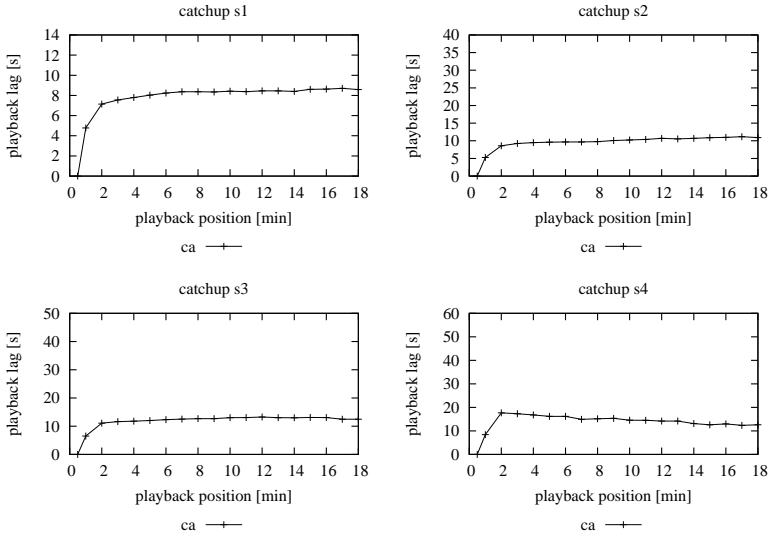 catchup s1
playback lag [s]
14
12
10
8
6
4
2
0
0 2 4 6 8 10 12 14 16 18
playback position [min]
ca
catchup s2
playback lag [s]
40
35
30
25
20
15
10
5
0
0 2 4 6 8 10 12 14 16 18
playback position [min]
ca
catchup s3
playback lag [s]
50
40
30
20
10
0
0 2 4 6 8 10 12 14 16 18
playback position [min]
ca
catchup s4
playback lag [s]
60
50
40
30
20
10
0
0 2 4 6 8 10 12 14 16 18
playback position [min]
ca